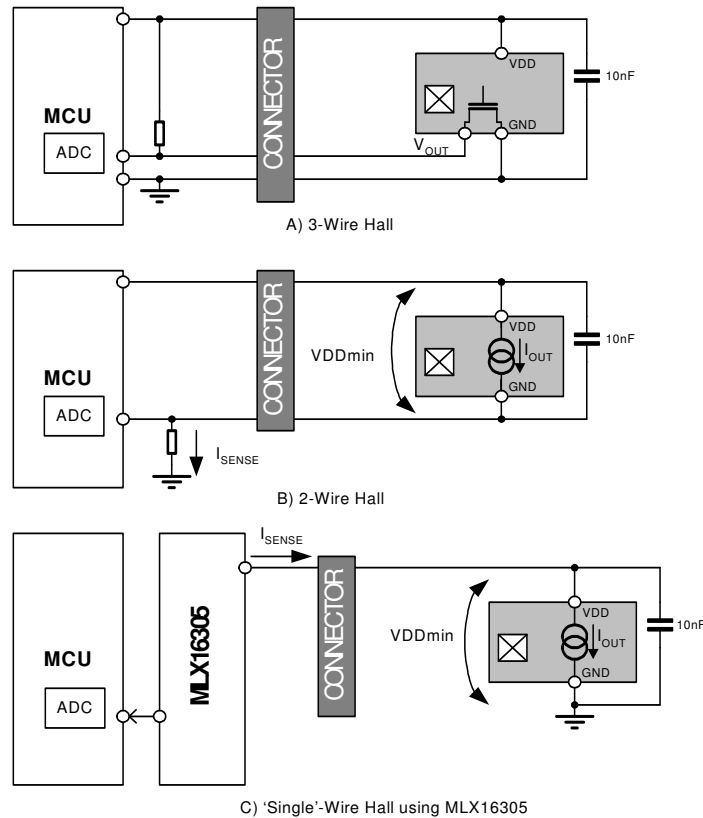 MCU
ADC
CONNECTOR
VDD
10nF
GND
VOUT
A) 3-Wire Hall
MCU
ADC
CONNECTOR
VDDmin
VDD
IOUT
GND
10nF
ISENSE
B) 2-Wire Hall
ISENSE
MCU
ADC
MLX16305
CONNECTOR
VDDmin
VDD
IOUT
GND
10nF
C) ‘Single’-Wire Hall using MLX16305